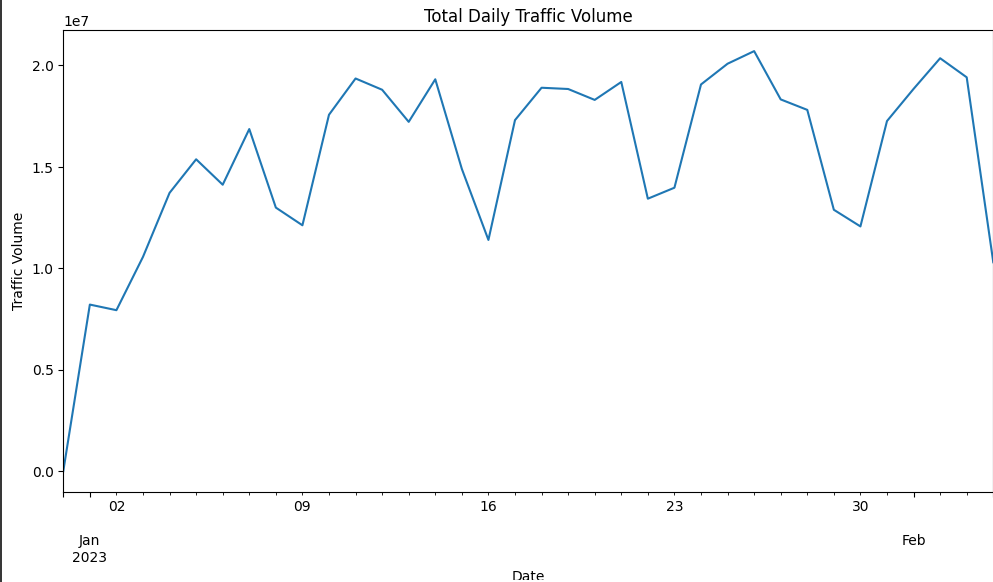 Total Daily Traffic Volume
1e7
2.0
1.5
1.0
0.5
0.0
Traffic Volume
02 09 16 23 30
Jan Feb
2023
Date